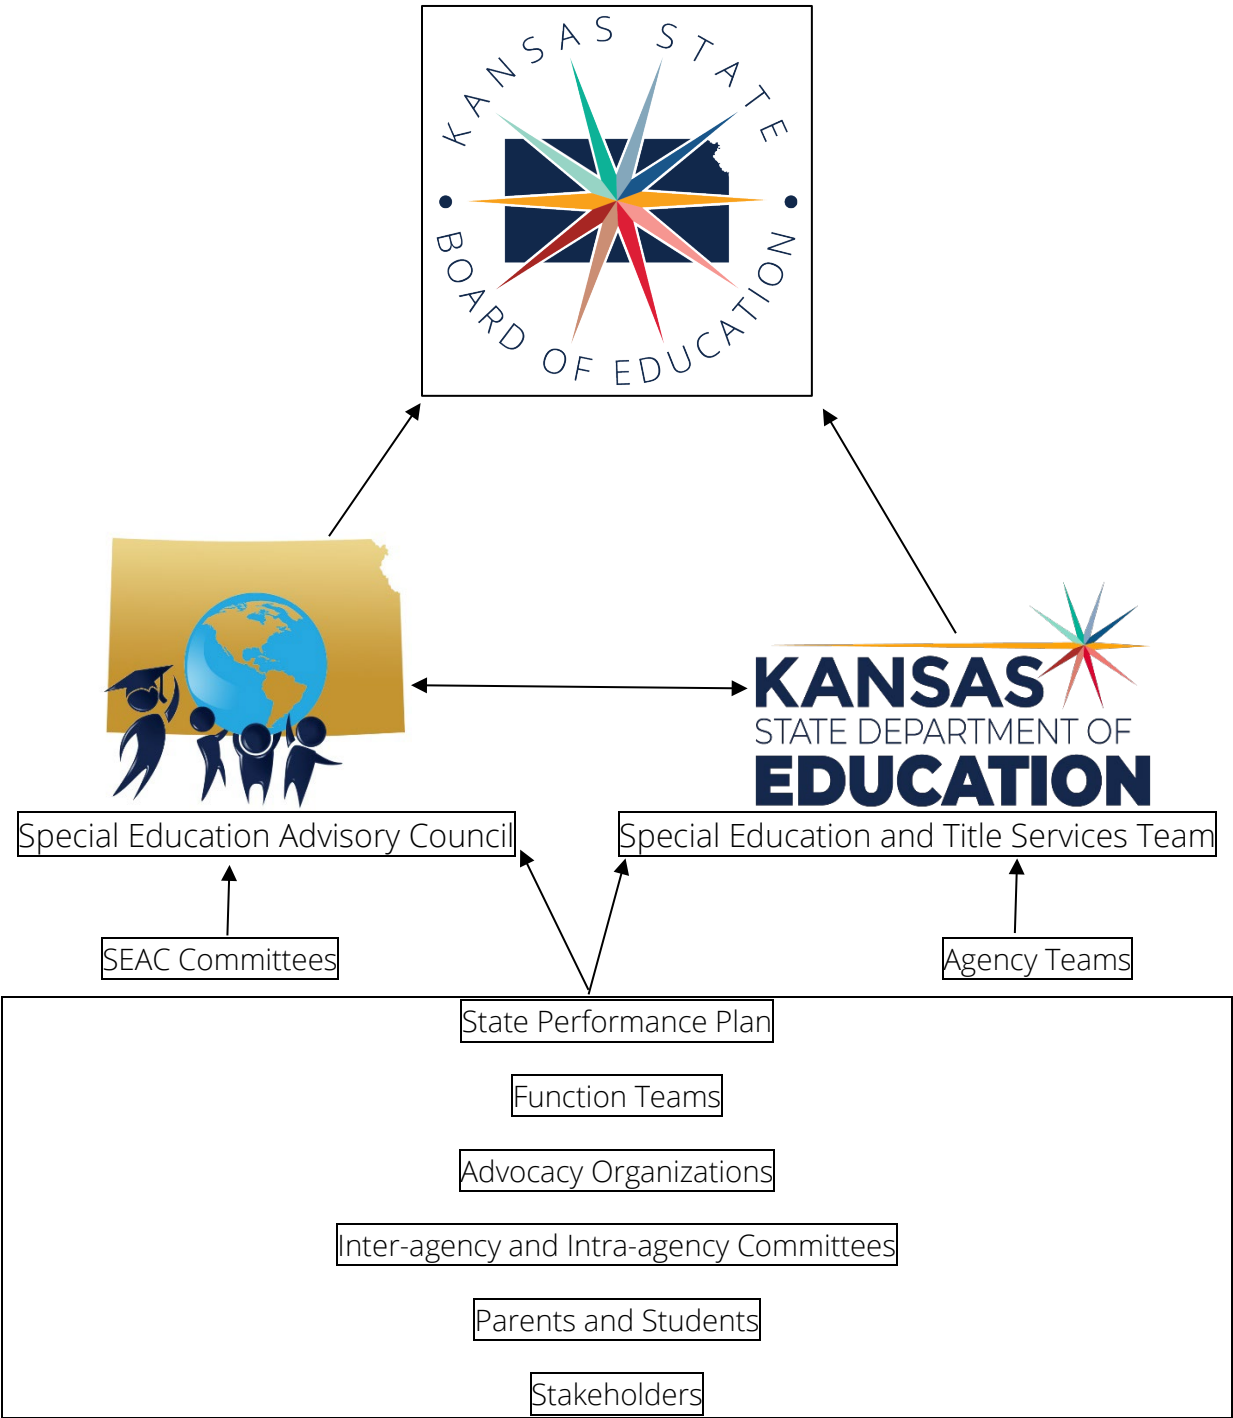 KANSAS STATE
BOARD OF EDUCATION
KANSAS
STATE DEPARTMENT OF
EDUCATION
Special Education Advisory Council
Special Education and Title Services Team
SEAC Committees
Agency Teams
State Performance Plan
Function Teams
Advocacy Organizations
Inter-agency and Intra-agency Committees
Parents and Students
Stakeholders